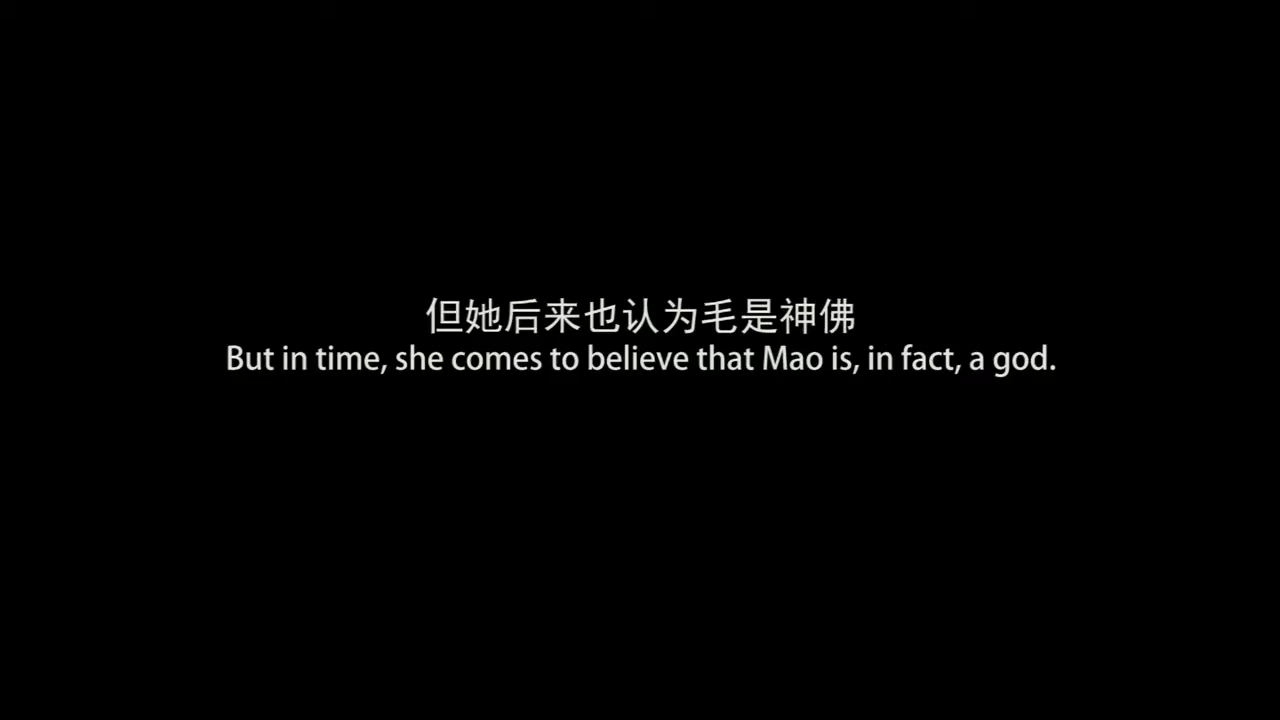 但她后来也认为毛是神佛
But in time, she comes to believe that Mao is, in fact, a god.